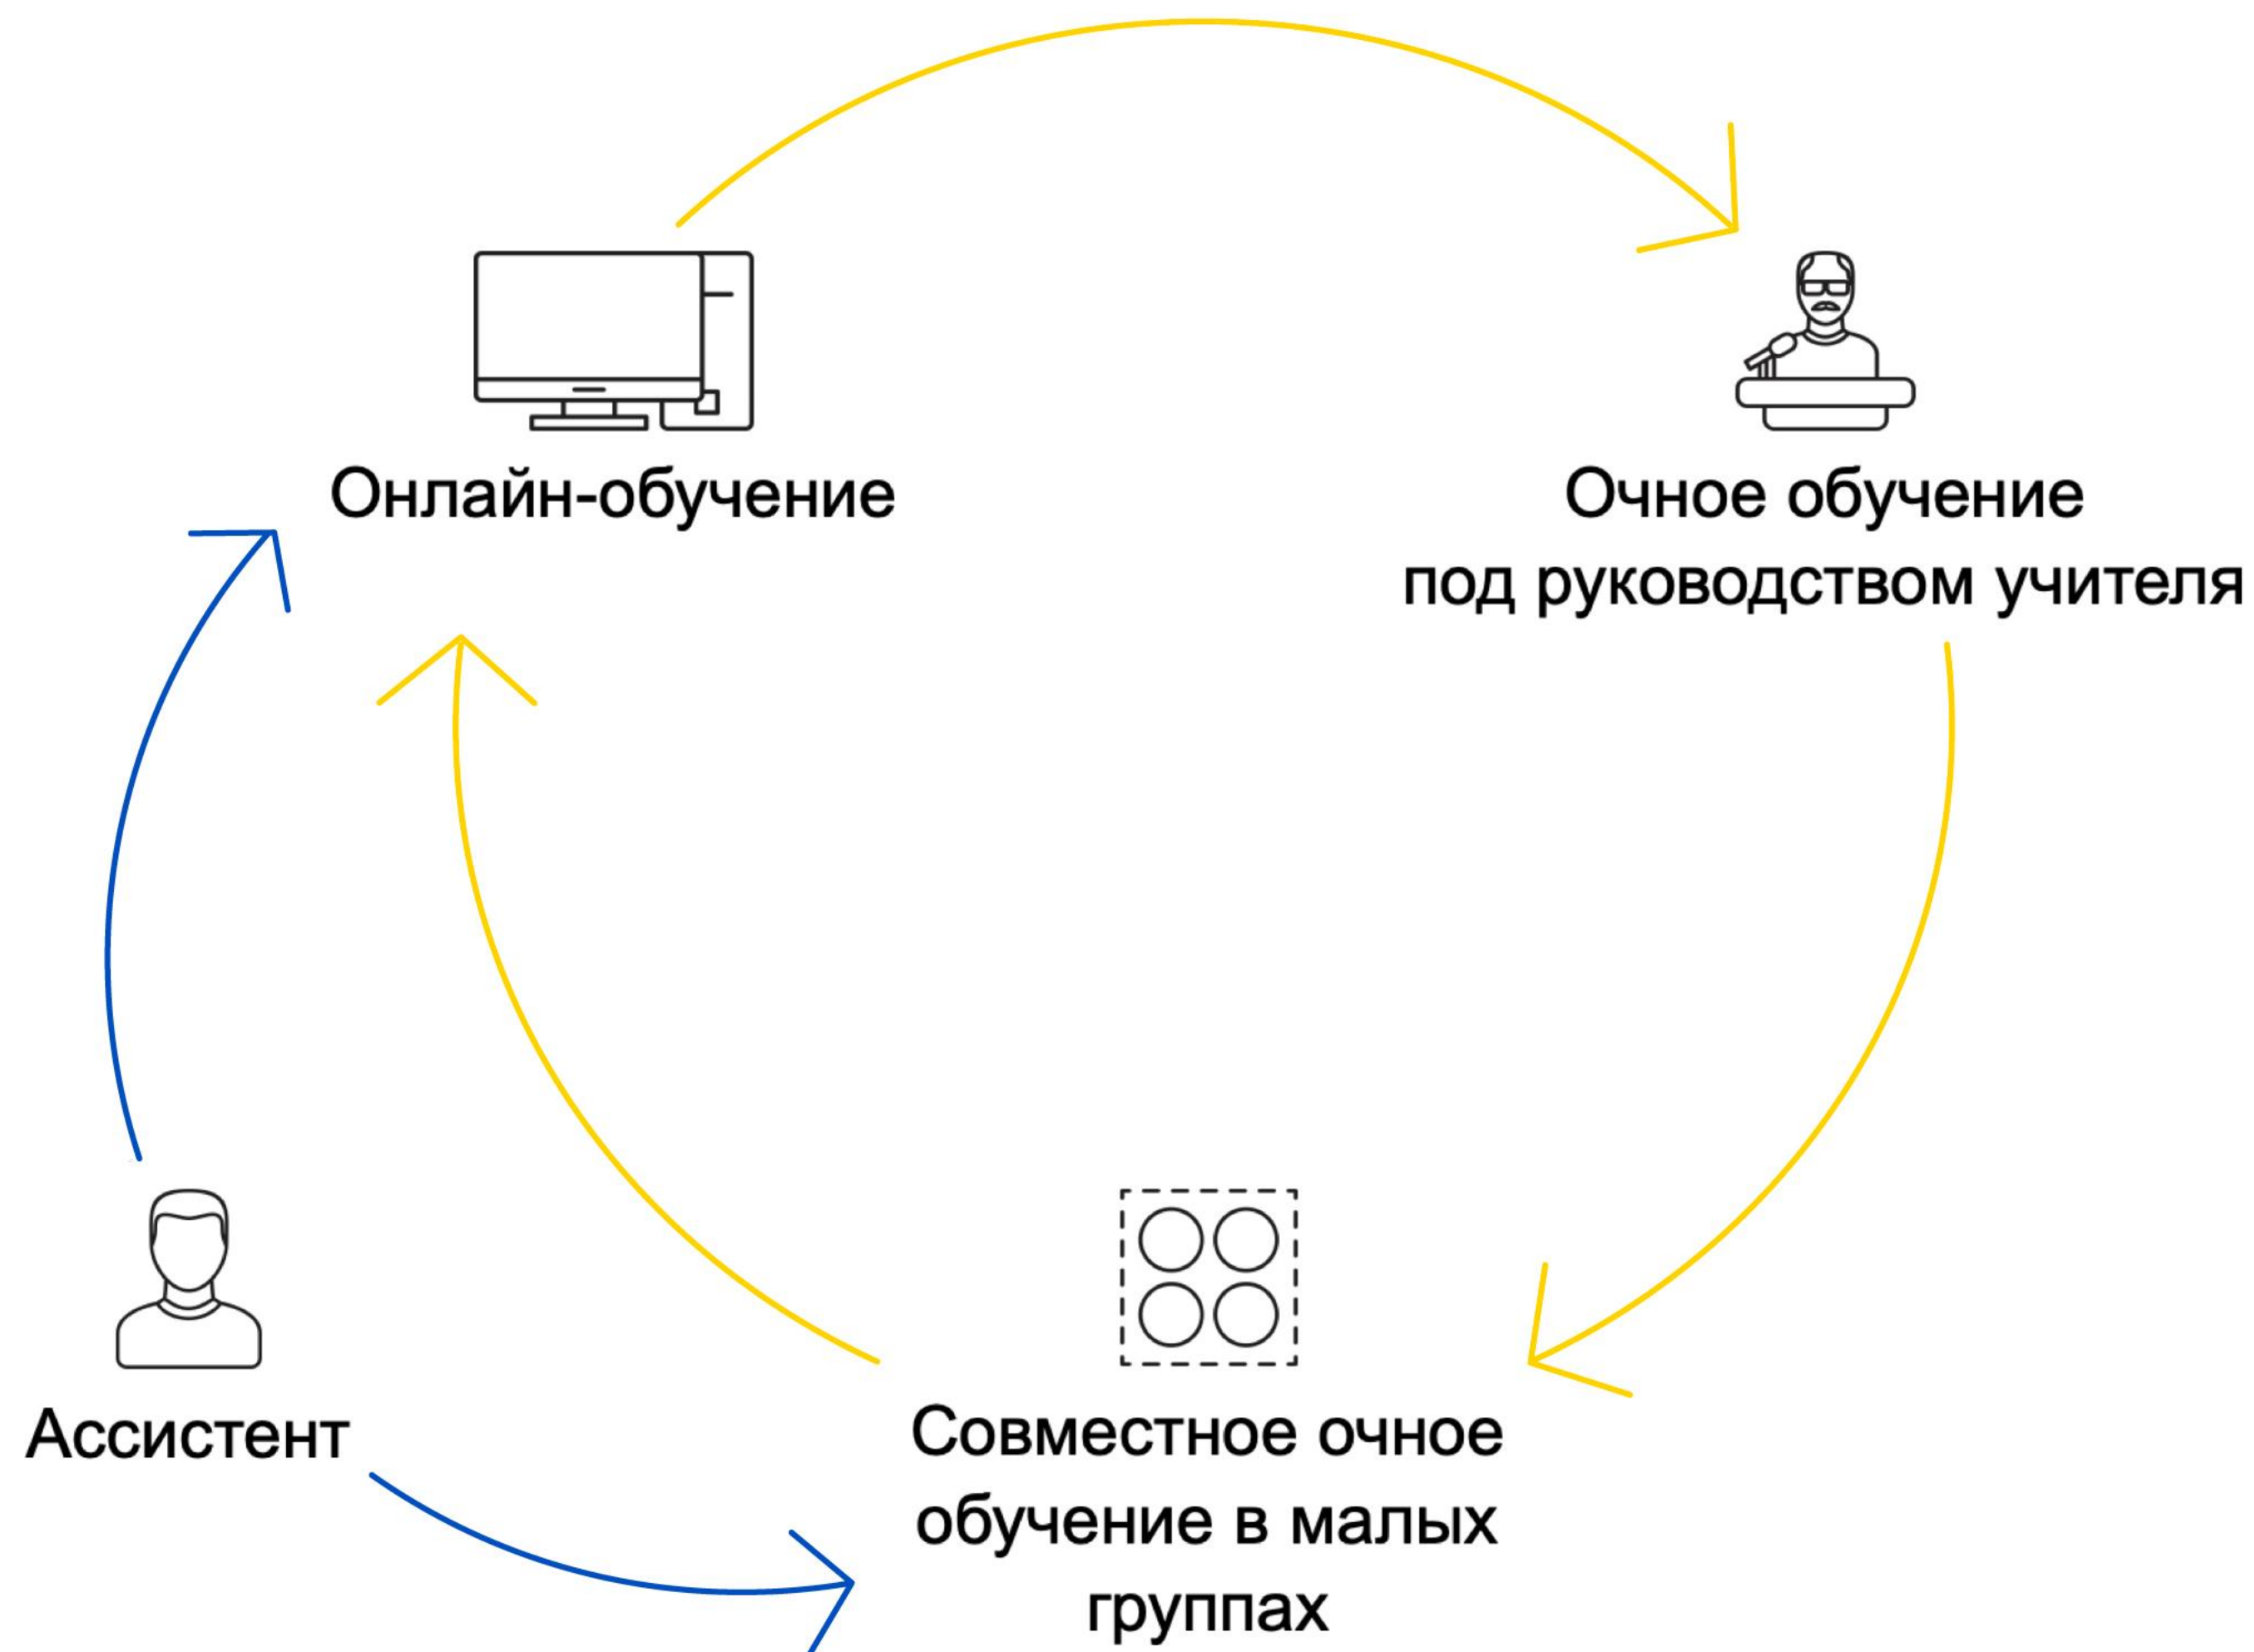 Онлайн-обучение
Очное обучение
под руководством учителя
Ассистент
Совместное очное
обучение в малых
группах